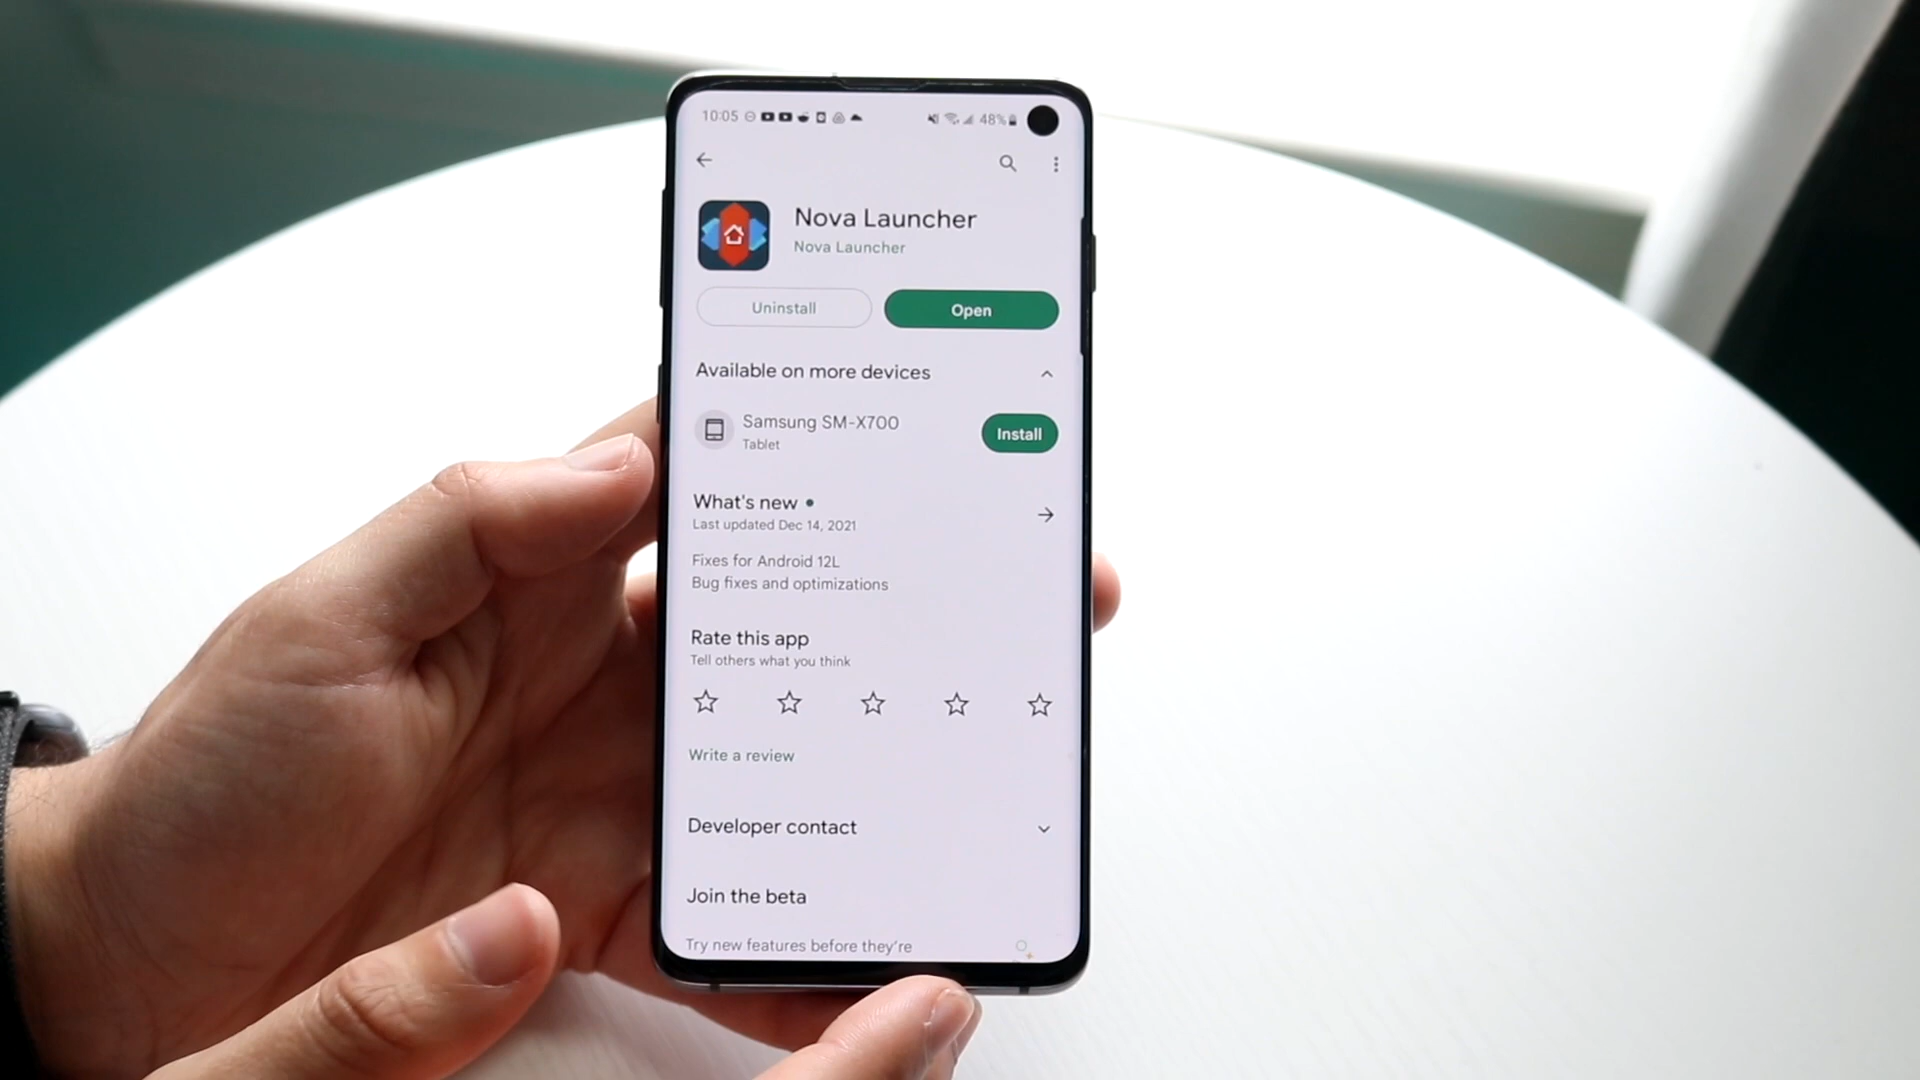 10:05 48%
Nova Launcher
Nova Launcher
Uninstall Open
Available on more devices
Samsung SM-X700
Tablet
Install
What's new •
Last updated Dec 14, 2021
Fixes for Android 12L
Bug fixes and optimizations
Rate this app
Tell others what you think
Write a review
Developer contact
Join the beta
Try new features before they're